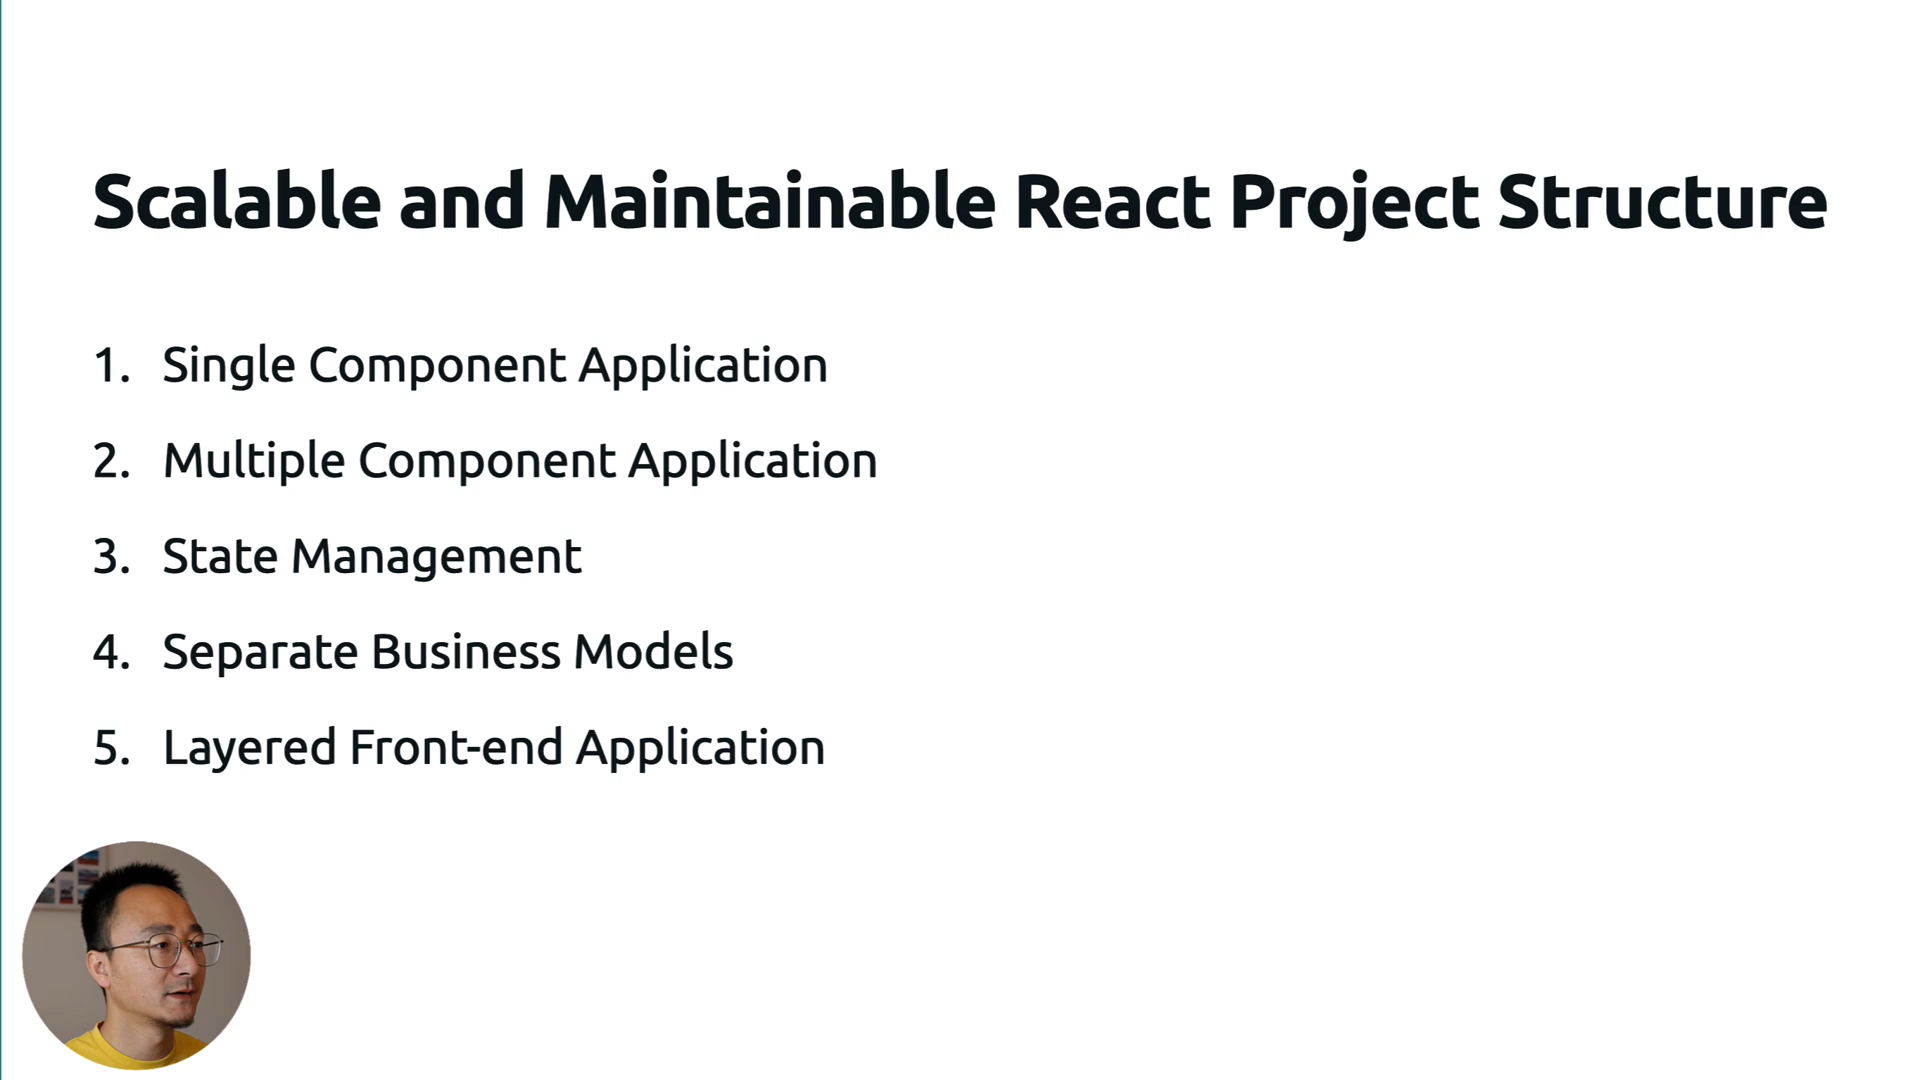 Scalable and Maintainable React Project Structure
1. Single Component Application
2. Multiple Component Application
3. State Management
4. Separate Business Models
5. Layered Front-end Application